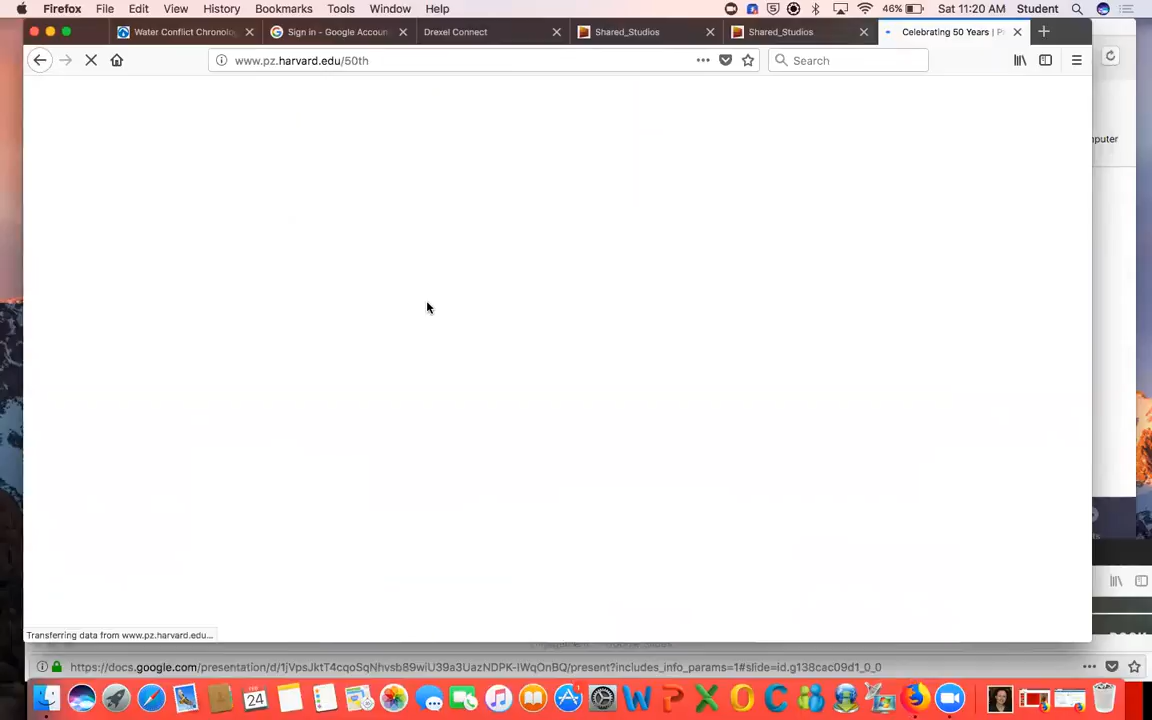 Firefox File Edit View History Bookmarks Tools Window Help 46% Sat 11:20 AM Student
Water Conflict Chronolo
Sign in - Google Accoun
Drexel Connect
Shared_Studios
Shared_Studios
Celebrating 50 Years | P
www.pz.harvard.edu/50th
Search
puter
Transferring data from www.pz.harvard.edu...
https://docs.google.com/presentation/d/1jVpsJktT4cqoSqNhvsb89wiU39a3UazNDPK-IWqOnBQ/present?includes_info_params=1#slide=id.g138cac09d1_0_0
24